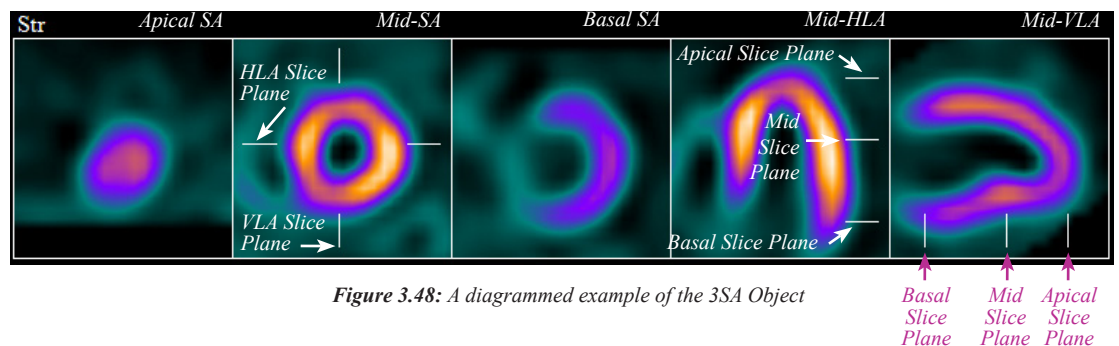 Str
Apical SA
Mid-SA
Basal SA
Mid-HLA
Mid-VLA
HLA Slice
Plane
VLA Slice
Plane
Apical Slice Plane
Mid
Slice
Plane
Basal Slice Plane
Basal
Slice
Plane
Mid
Slice
Plane
Apical
Slice
Plane
Figure 3.48: A diagrammed example of the 3SA Object